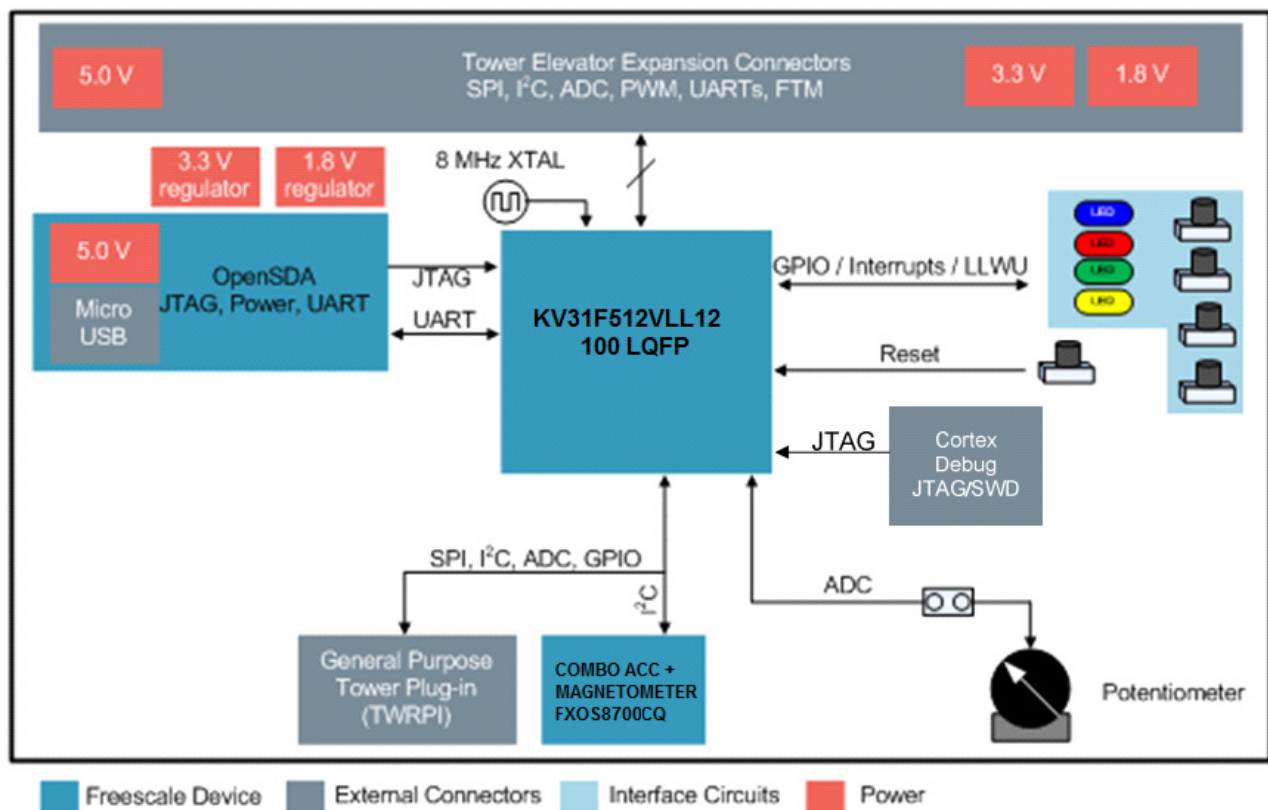 5.0 V
Tower Elevator Expansion Connectors
SPI, I²C, ADC, PWM, UARTs, FTM
3.3 V
1.8 V
3.3 V
regulator
1.8 V
regulator
8 MHz XTAL
5.0 V
Micro
USB
OpenSDA
JTAG, Power, UART
JTAG
UART
KV31F512VLL12
100 LQFP
GPIO / Interrupts / LLWU
LED
LED
LED
LED
Reset
JTAG
Cortex
Debug
JTAG/SWD
SPI, I²C, ADC, GPIO
I²C
ADC
General Purpose
Tower Plug-in
(TWRPI)
COMBO ACC +
MAGNETOMETER
FXOS8700CQ
Potentiometer
Freescale Device
External Connectors
Interface Circuits
Power